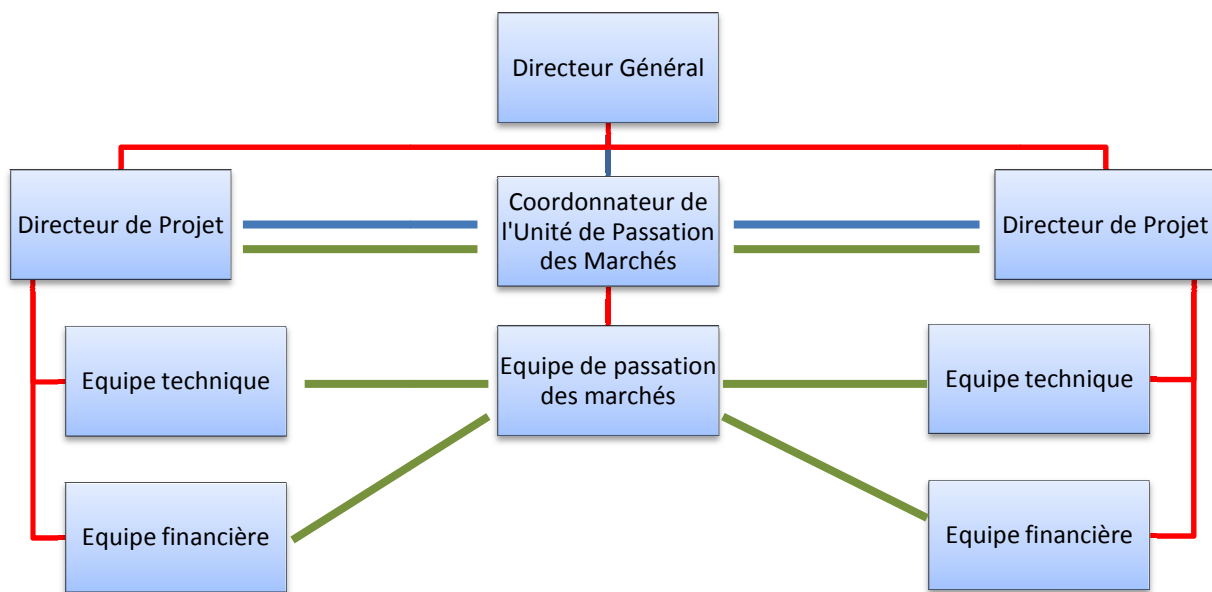 Directeur Général
Directeur de Projet
Coordonnateur de
l'Unité de Passation
des Marchés
Directeur de Projet
Equipe technique
Equipe de passation
des marchés
Equipe technique
Equipe financière
Equipe financière